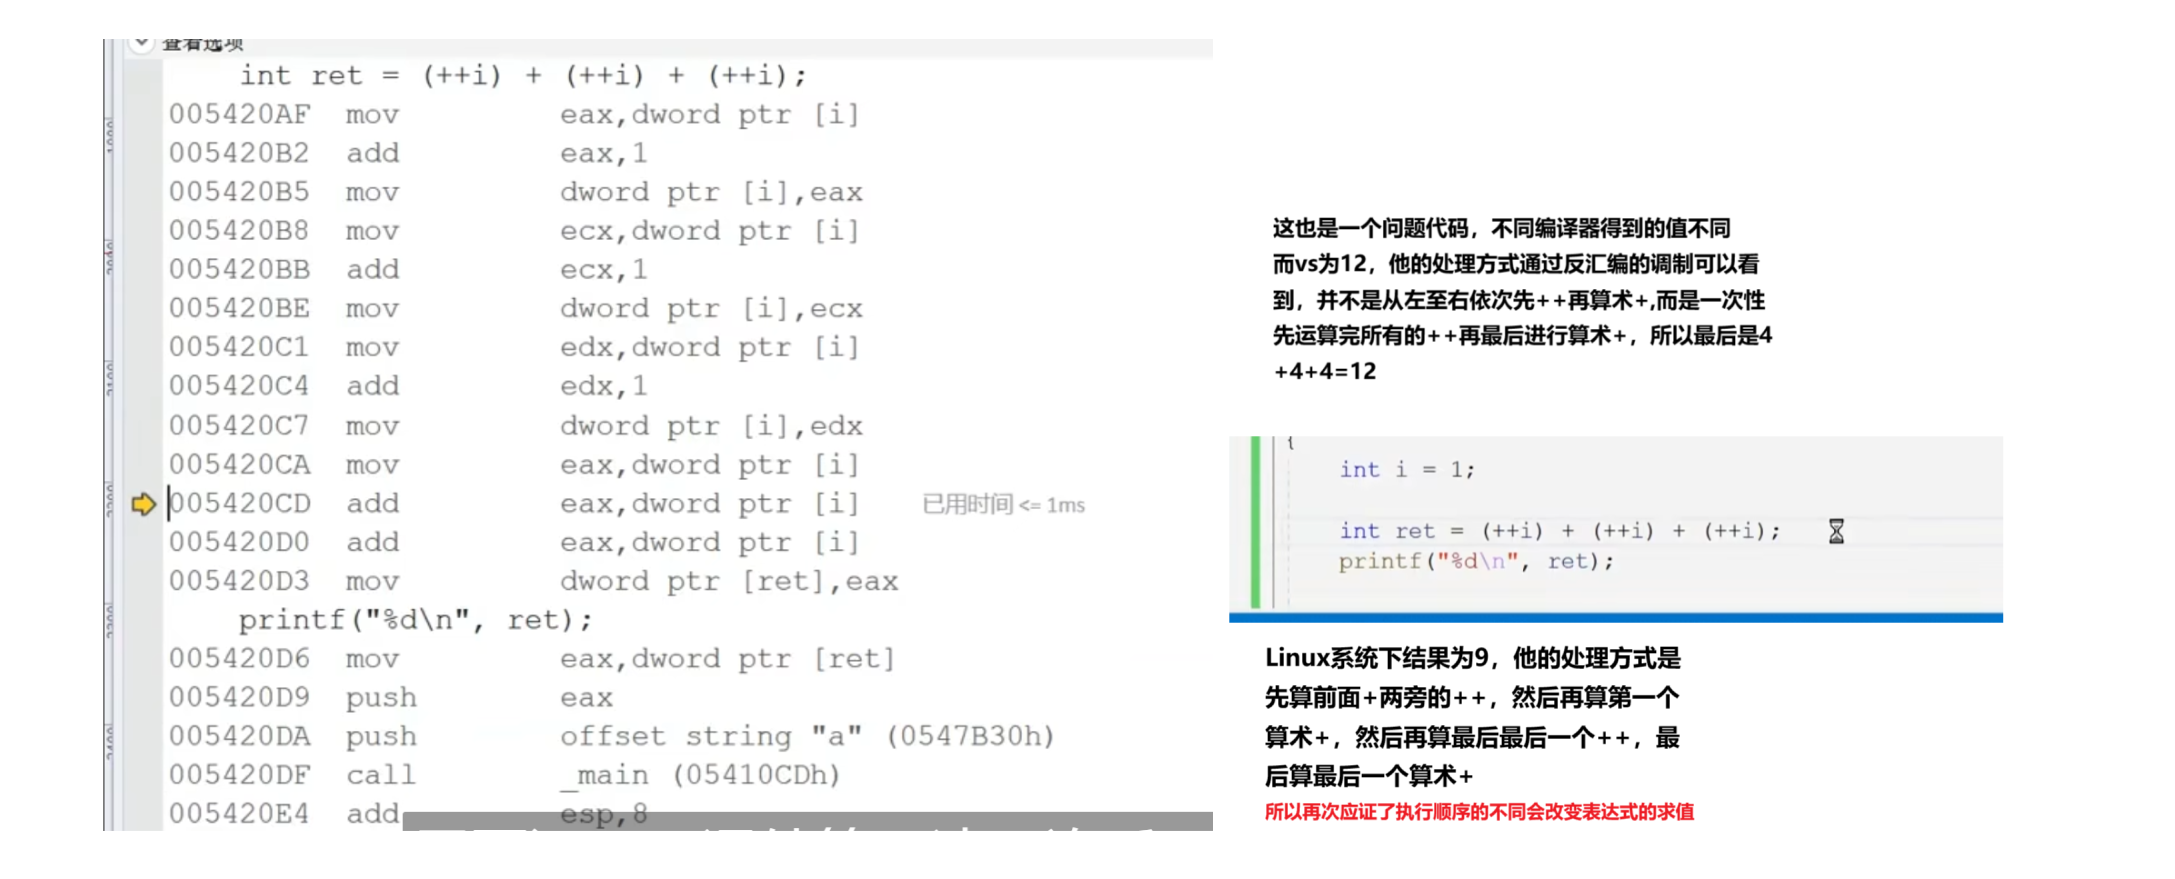 查看选项
int ret = (++i) + (++i) + (++i);
005420AF mov eax,dword ptr [i]
005420B2 add eax,1
005420B5 mov dword ptr [i],eax
005420B8 mov ecx,dword ptr [i]
005420BB add ecx,1
005420BE mov dword ptr [i],ecx
005420C1 mov edx,dword ptr [i]
005420C4 add edx,1
005420C7 mov dword ptr [i],edx
005420CA mov eax,dword ptr [i]
005420CD add eax,dword ptr [i] 已用时间 <= 1ms
005420D0 add eax,dword ptr [i]
005420D3 mov dword ptr [ret],eax
printf("%d\n", ret);
005420D6 mov eax,dword ptr [ret]
005420D9 push eax
005420DA push offset string "a" (0547B30h)
005420DF call _main (05410CDh)
005420E4 add esp,8
这也是一个问题代码，不同编译器得到的值不同
而vs为12，他的处理方式通过反汇编的调制可以看
到，并不是从左至右依次先++再算术+,而是一次性
先运算完所有的++再最后进行算术+，所以最后是4
+4+4=12
{
int i = 1;
int ret = (++i) + (++i) + (++i);
printf("%d\n", ret);
Linux系统下结果为9，他的处理方式是
先算前面+两旁的++，然后再算第一个
算术+，然后再算最后最后一个++，最
后算最后一个算术+
所以再次应证了执行顺序的不同会改变表达式的求值